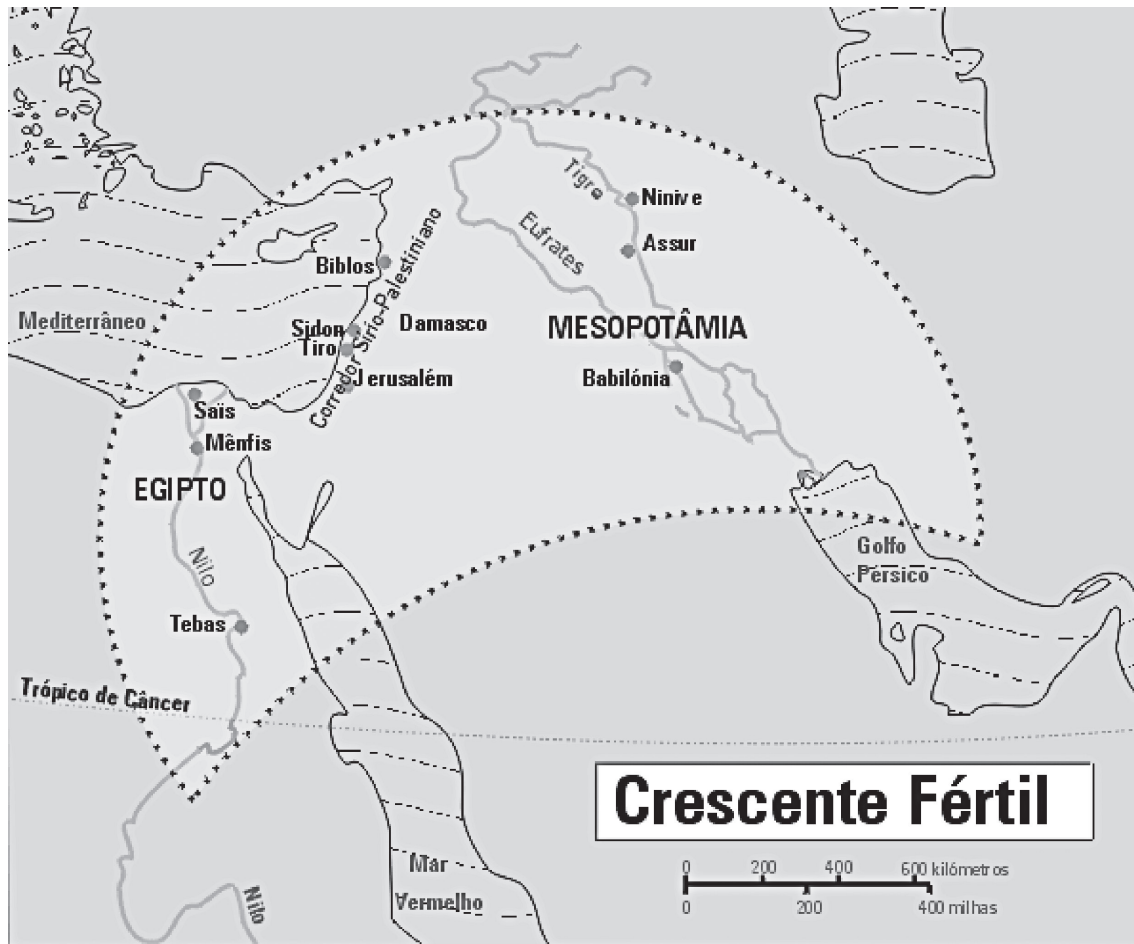 Tigre
Ninive
Eufrates
Assur
Biblos
Corredor Sírio-Palestiniano
Mediterrâneo
Sidon
Damasco
MESOPOTÂMIA
Tiro
Jerusalém
Babilónia
Saïs
Mênfis
EGIPTO
Nilo
Golfo
Pérsico
Tebas
Trópico de Câncer
Crescente Fértil
Mar
Vermelho
Nilo
0 200 400 600 kilómetros
0 200 400 milhas